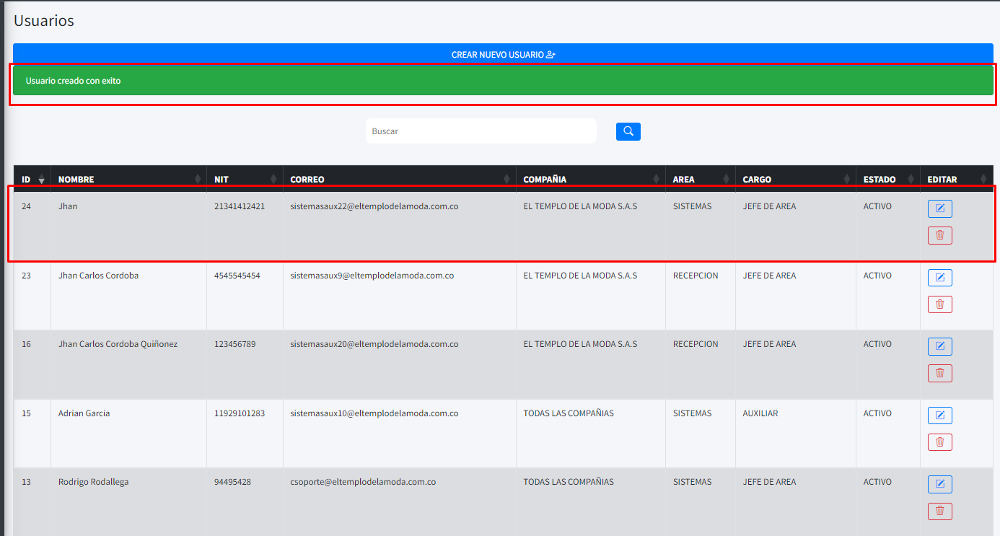 Usuarios
CREAR NUEVO USUARIO
Usuario creado con exito
Buscar
ID NOMBRE NIT CORREO COMPAÑIA AREA CARGO ESTADO EDITAR
24 Jhan 21341412421 sistemasaux22@eltemplodelamoda.com.co EL TEMPLO DE LA MODA S.A.S SISTEMAS JEFE DE AREA ACTIVO
23 Jhan Carlos Cordoba 4545545454 sistemasaux9@eltemplodelamoda.com.co EL TEMPLO DE LA MODA S.A.S RECEPCION JEFE DE AREA ACTIVO
16 Jhan Carlos Cordoba Quiñonez 123456789 sistemasaux20@eltemplodelamoda.com.co EL TEMPLO DE LA MODA S.A.S RECEPCION JEFE DE AREA ACTIVO
15 Adrian Garcia 11929101283 sistemasaux10@eltemplodelamoda.com.co TODAS LAS COMPAÑIAS SISTEMAS AUXILIAR ACTIVO
13 Rodrigo Rodallega 94495428 csoporte@eltemplodelamoda.com.co TODAS LAS COMPAÑIAS SISTEMAS JEFE DE AREA ACTIVO